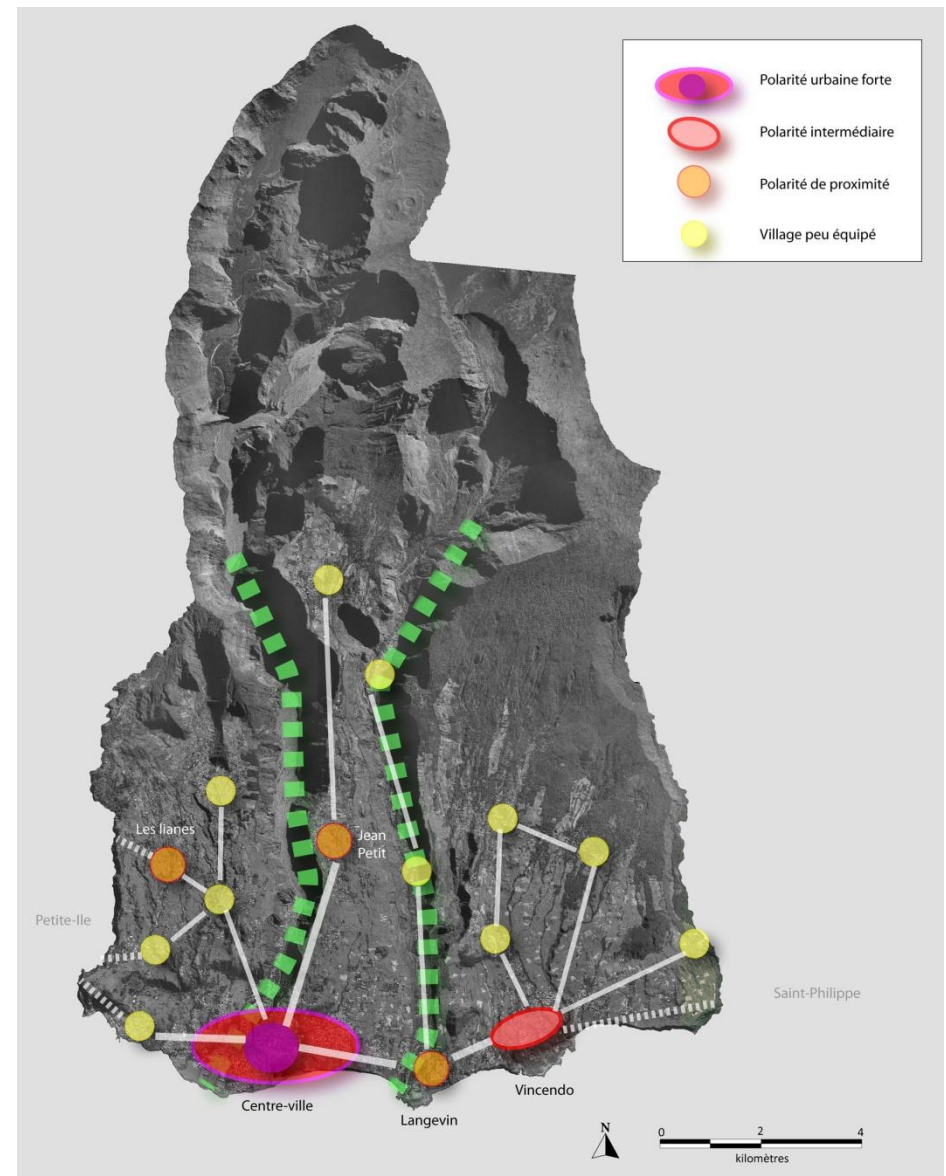 Polarité urbaine forte
Polarité intermédiaire
Polarité de proximité
Village peu équipé
Les lianes
Jean
Petit
Petite-Ile
Saint-Philippe
Centre-ville
Langevin
Vincendo
N
0 2 4
kilomètres